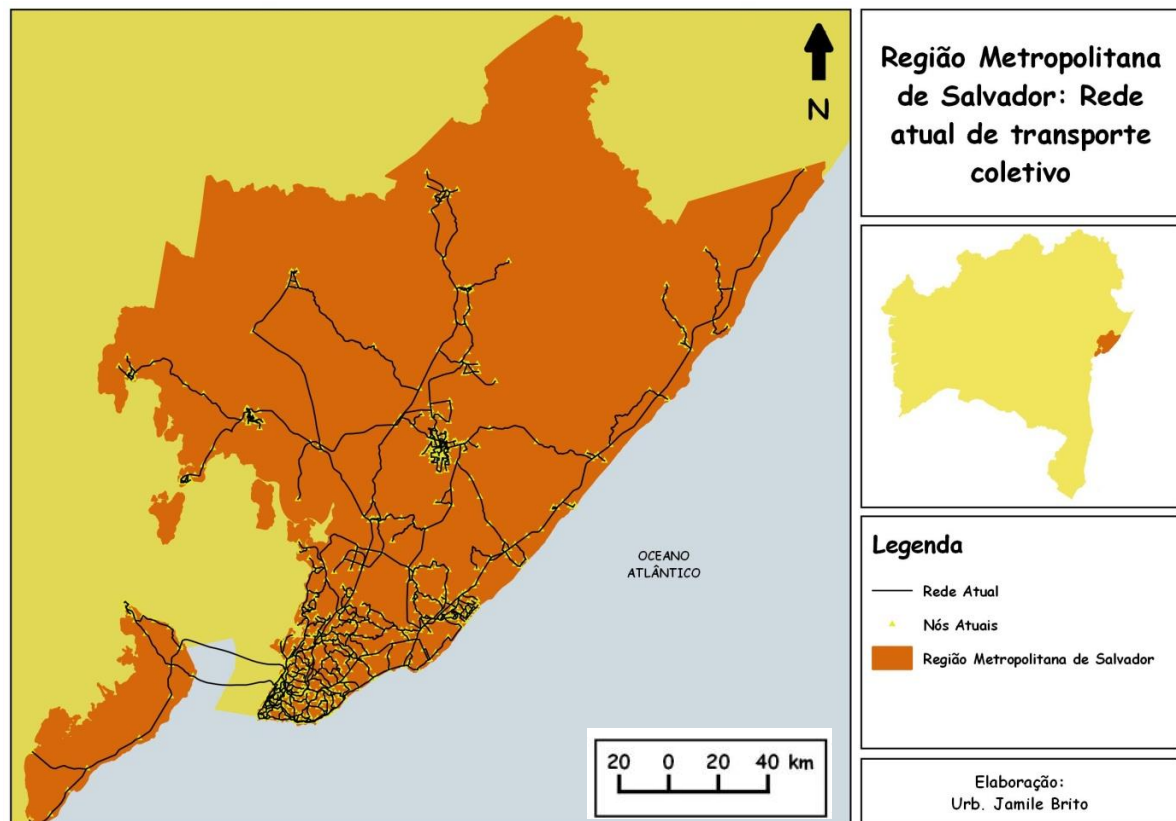 N
OCEANO
ATLÂNTICO
20 0 20 40 km
Região Metropolitana
de Salvador: Rede
atual de transporte
coletivo
Legenda
Rede Atual
Nós Atuais
Região Metropolitana de Salvador
Elaboração:
Urb. Jamile Brito